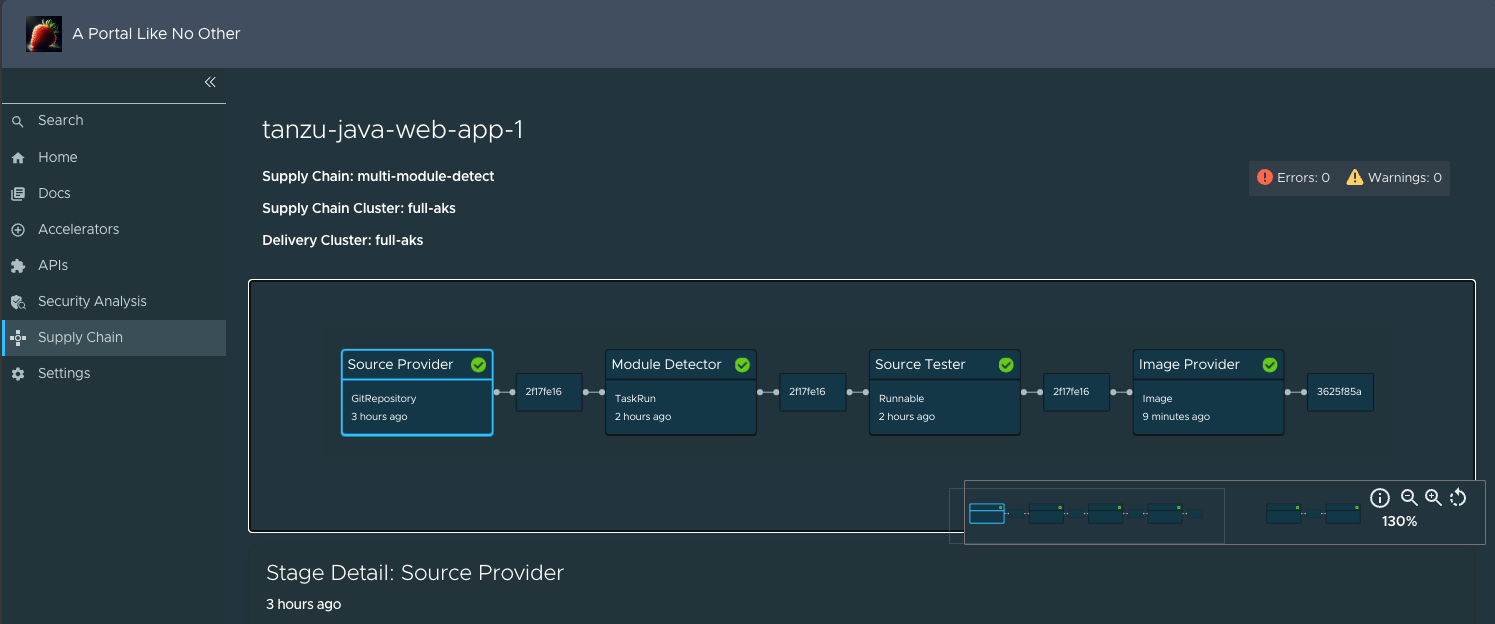 A Portal Like No Other
Search
Home
Docs
Accelerators
APIs
Security Analysis
Supply Chain
Settings
tanzu-java-web-app-1
Supply Chain: multi-module-detect
Supply Chain Cluster: full-aks
Delivery Cluster: full-aks
Errors: 0 Warnings: 0
Source Provider
GitRepository
3 hours ago
2f17fe16
Module Detector
TaskRun
2 hours ago
2f17fe16
Source Tester
Runnable
2 hours ago
2f17fe16
Image Provider
Image
9 minutes ago
3625f85a
130%
Stage Detail: Source Provider
3 hours ago